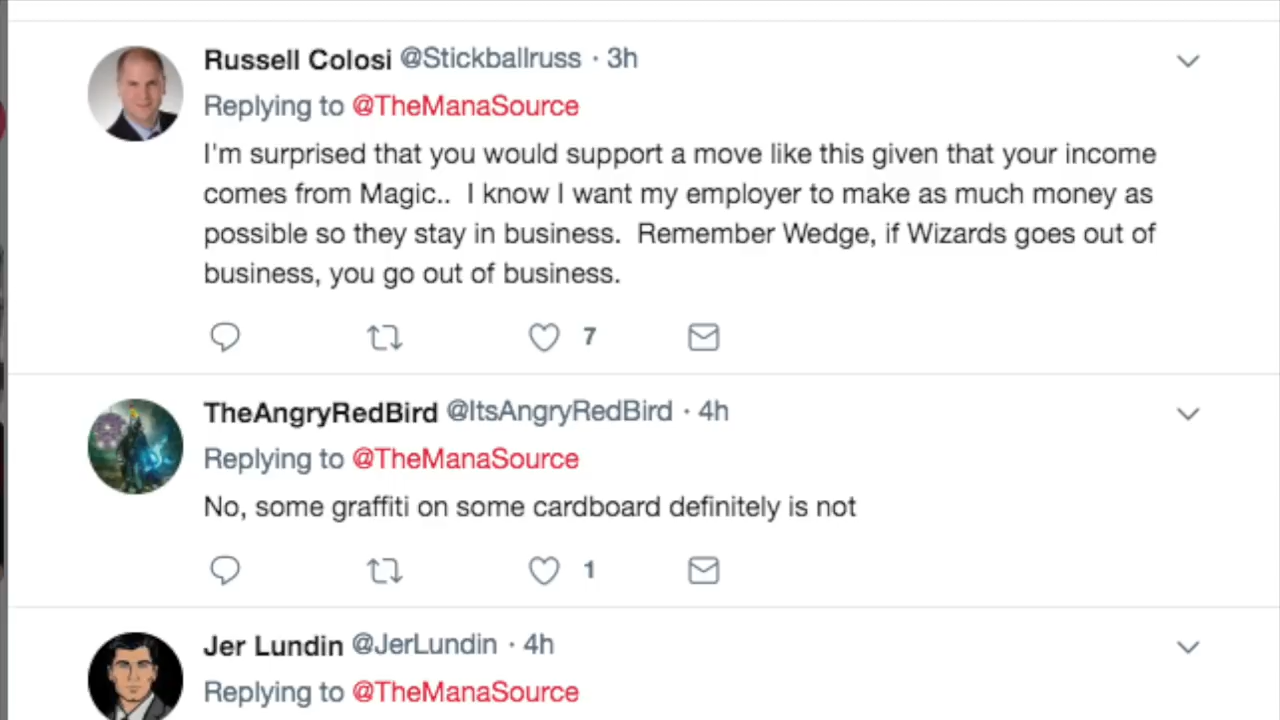 Russell Colosi @Stickballruss · 3h
Replying to @TheManaSource
I'm surprised that you would support a move like this given that your income
comes from Magic..  I know I want my employer to make as much money as
possible so they stay in business.  Remember Wedge, if Wizards goes out of
business, you go out of business.
7
TheAngryRedBird @ItsAngryRedBird · 4h
Replying to @TheManaSource
No, some graffiti on some cardboard definitely is not
1
Jer Lundin @JerLundin · 4h
Replying to @TheManaSource